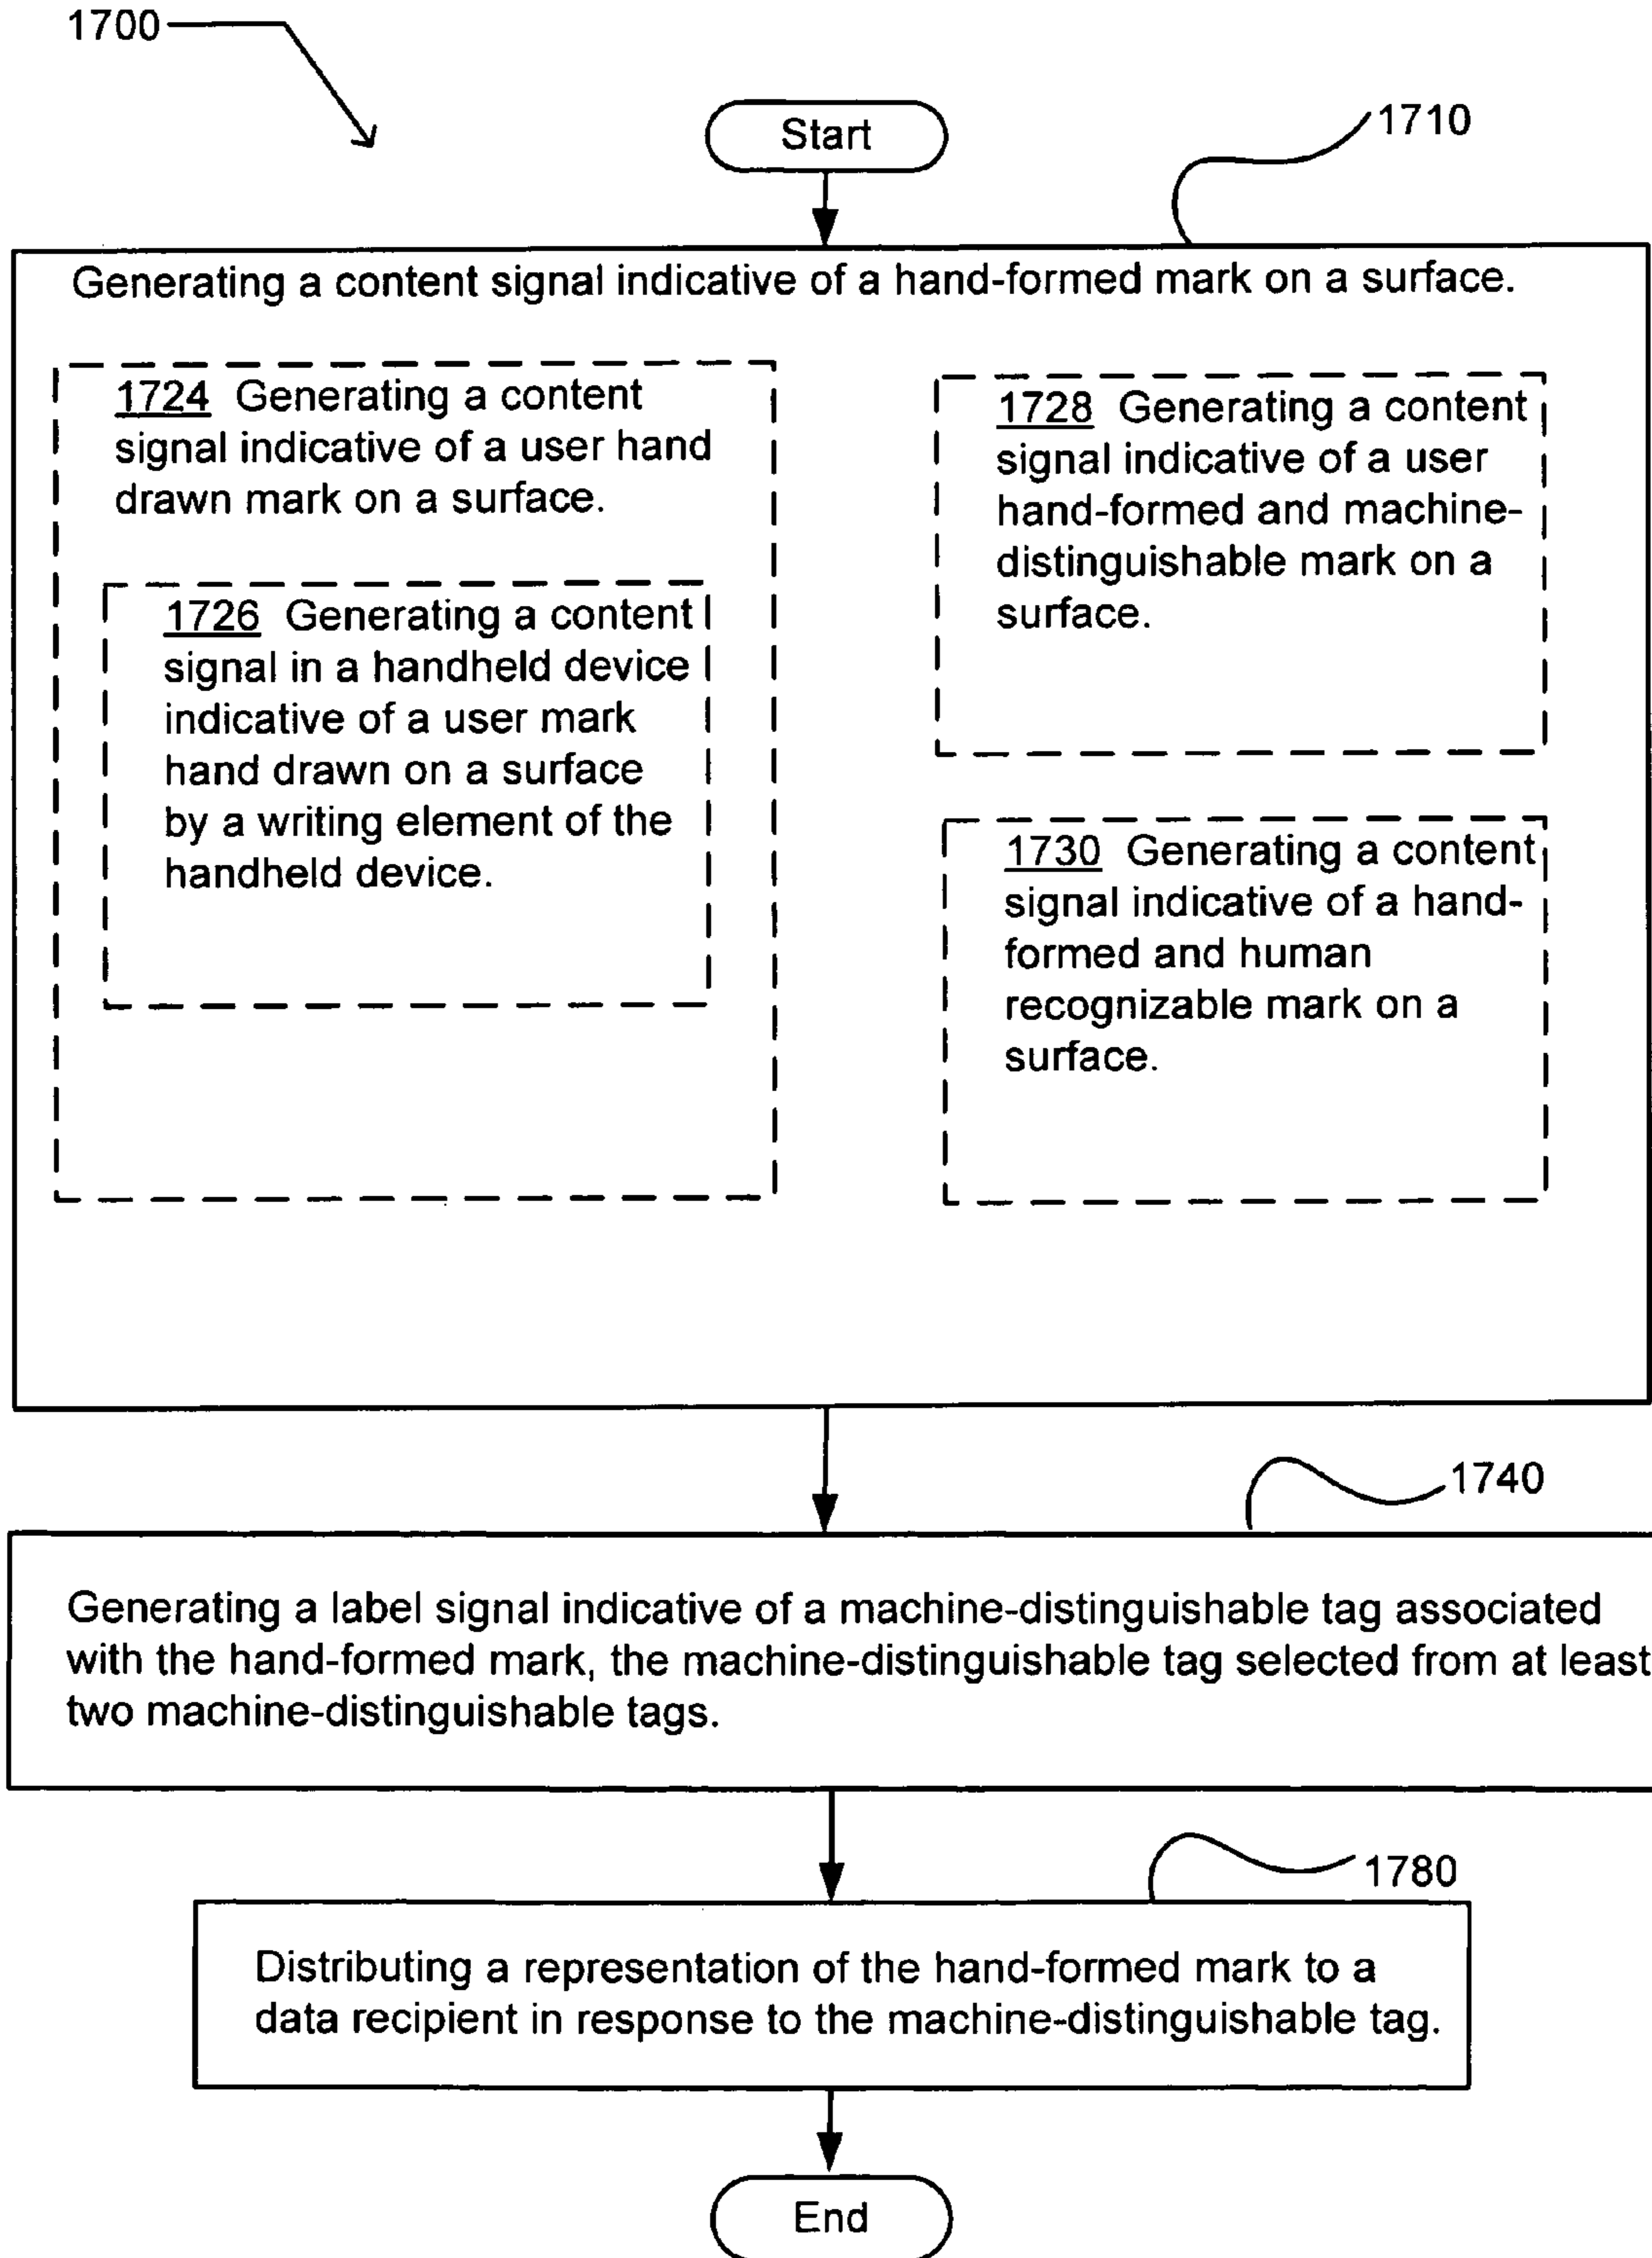 1700
Start
1710
Generating a content signal indicative of a hand-formed mark on a surface.
1724 Generating a content
signal indicative of a user hand
drawn mark on a surface.
1726 Generating a content
signal in a handheld device
indicative of a user mark
hand drawn on a surface
by a writing element of the
handheld device.
1728 Generating a content
signal indicative of a user
hand-formed and machine-
distinguishable mark on a
surface.
1730 Generating a content
signal indicative of a hand-
formed and human
recognizable mark on a
surface.
1740
Generating a label signal indicative of a machine-distinguishable tag associated
with the hand-formed mark, the machine-distinguishable tag selected from at least
two machine-distinguishable tags.
1780
Distributing a representation of the hand-formed mark to a
data recipient in response to the machine-distinguishable tag.
End